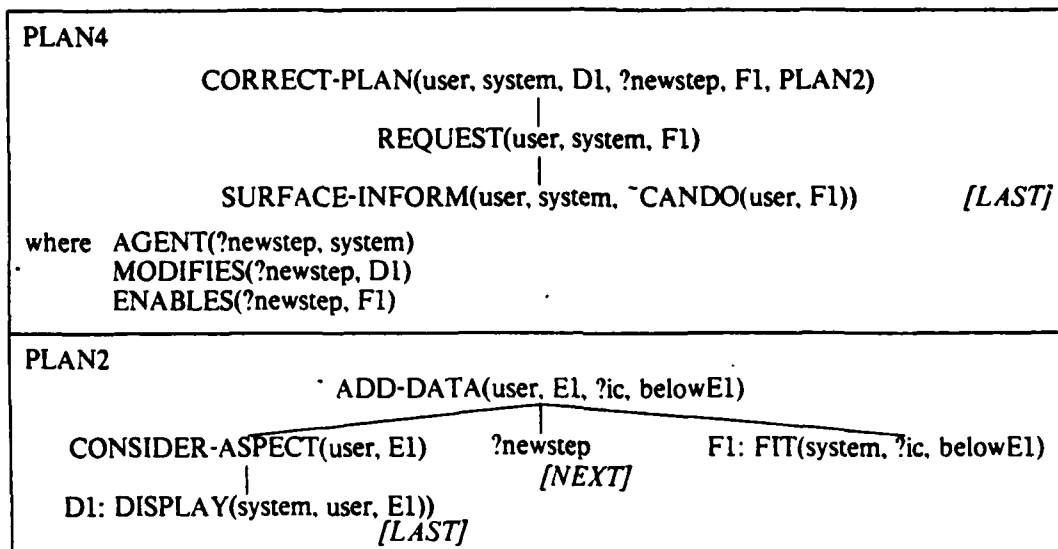 PLAN4
CORRECT-PLAN(user, system, D1, ?newstep, F1, PLAN2)
REQUEST(user, system, F1)
SURFACE-INFORM(user, system, ~CANDO(user, F1)) [LAST]
where AGENT(?newstep, system)
MODIFIES(?newstep, D1)
ENABLES(?newstep, F1)
PLAN2
ADD-DATA(user, E1, ?ic, belowE1)
CONSIDER-ASPECT(user, E1) ?newstep F1: FIT(system, ?ic, belowE1)
[NEXT]
D1: DISPLAY(system, user, E1))
[LAST]